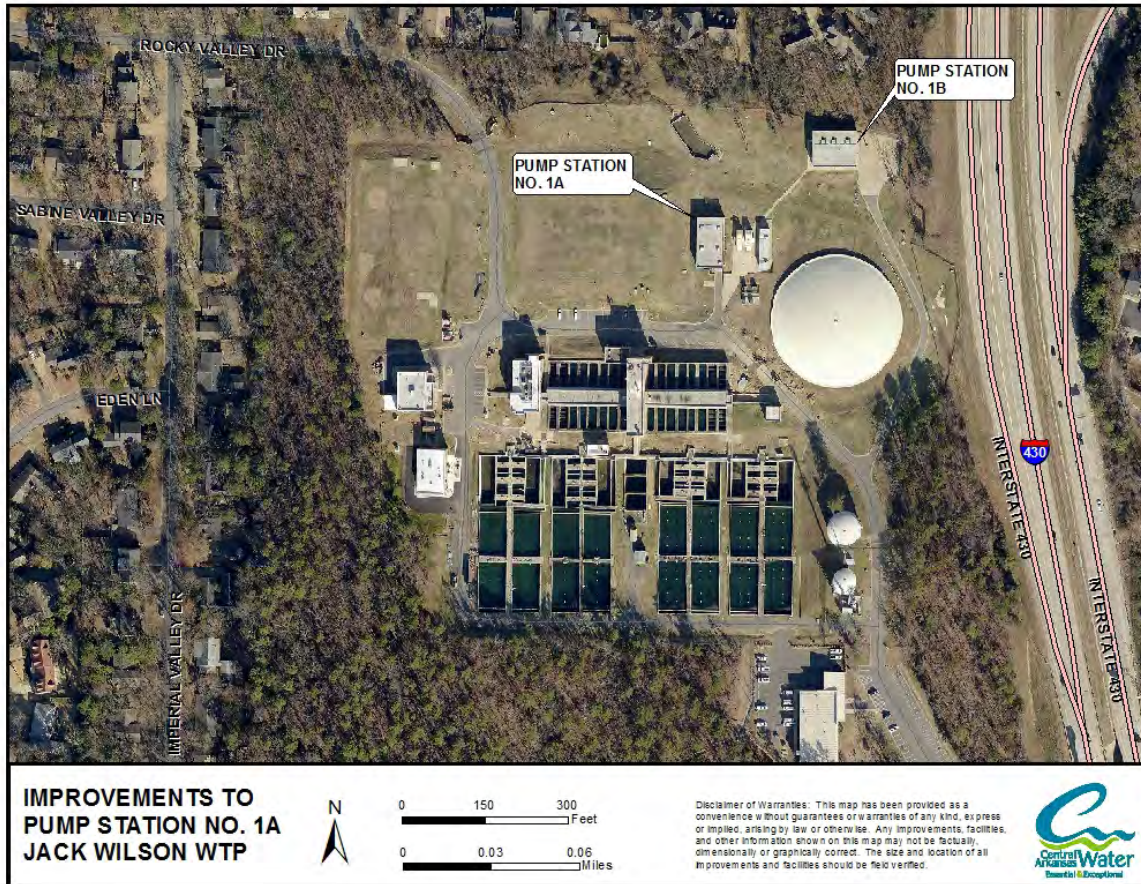 ROCKY VALLEY DR
PUMP STATION
NO. 1B
PUMP STATION
NO. 1A
SABINE VALLEY DR
EDEN LN
IMPERIAL VALLEY DR
INTERSTATE 430
430
INTERSTATE 430
IMPROVEMENTS TO
PUMP STATION NO. 1A
JACK WILSON WTP
N
0 150 300
Feet
0 0.03 0.06
Miles
Disclaimer of Warranties: This map has been provided as a
convenience without guarantees or warranties of any kind, express
or implied, arising by law or otherwise. Any improvements, facilities,
and other information shown on this map may not be factually,
dimensionally or graphically correct. The size and location of all
improvements and facilities should be field verified.
Central
Arkansas Water
Essential & Exceptional